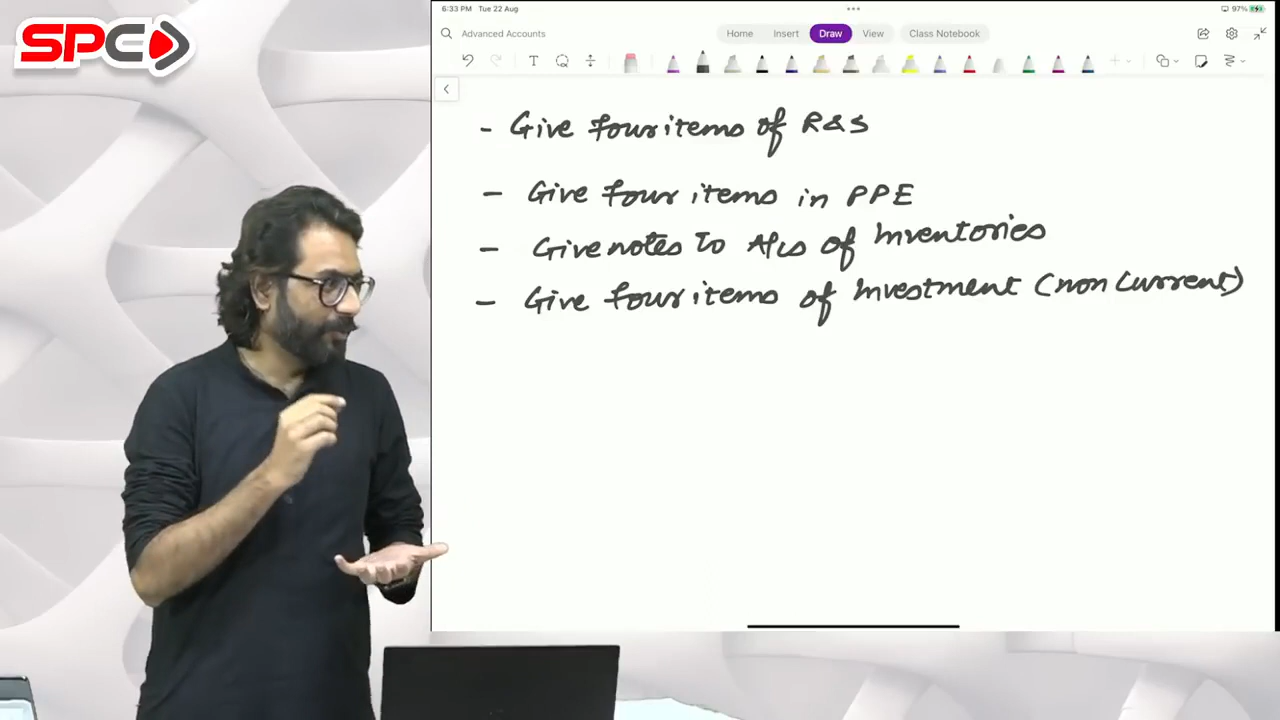 SPE
6:33 PM Tue 22 Aug
97%
Advanced Accounts
Home Insert Draw View Class Notebook
- Give four items of R&S
- Give four items in PPE
- Give notes to A/cs of Inventories
- Give four items of Investment (non Current)